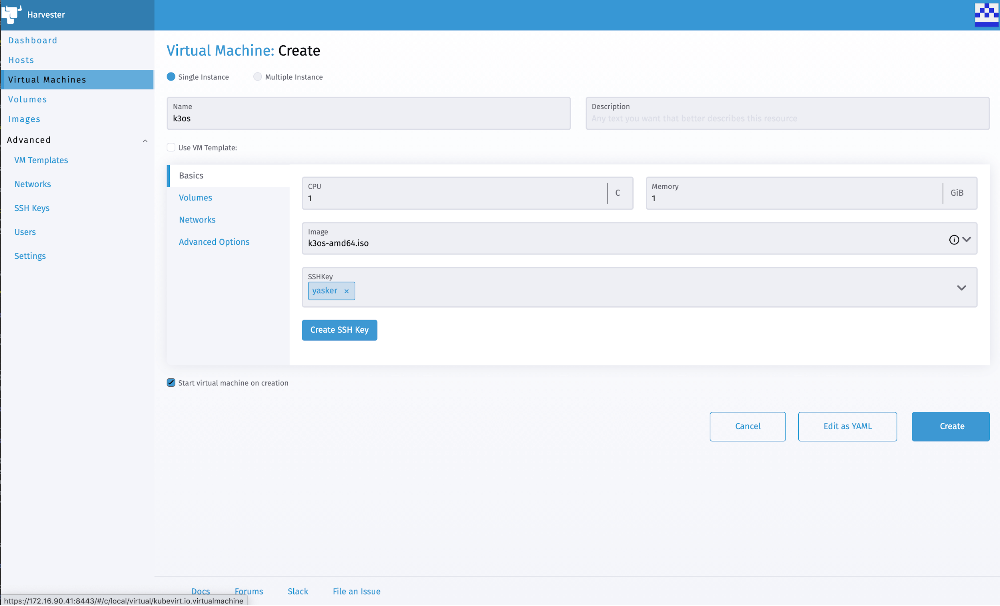 Harvester
Dashboard
Hosts
Virtual Machines
Volumes
Images
Advanced
VM Templates
Networks
SSH Keys
Users
Settings
Virtual Machine: Create
Single Instance
Multiple Instance
Name
k3os
Description
Any text you want that better describes this resource
Use VM Template:
Basics
Volumes
Networks
Advanced Options
CPU
1
C
Memory
1
GiB
Image
k3os-amd64.iso
SSHKey
yasker ×
Create SSH Key
Start virtual machine on creation
Cancel
Edit as YAML
Create
Docs
Forums
Slack
File an Issue
https://172.16.90.41:8443/#/c/local/virtual/kubevirt.io.virtualmachine